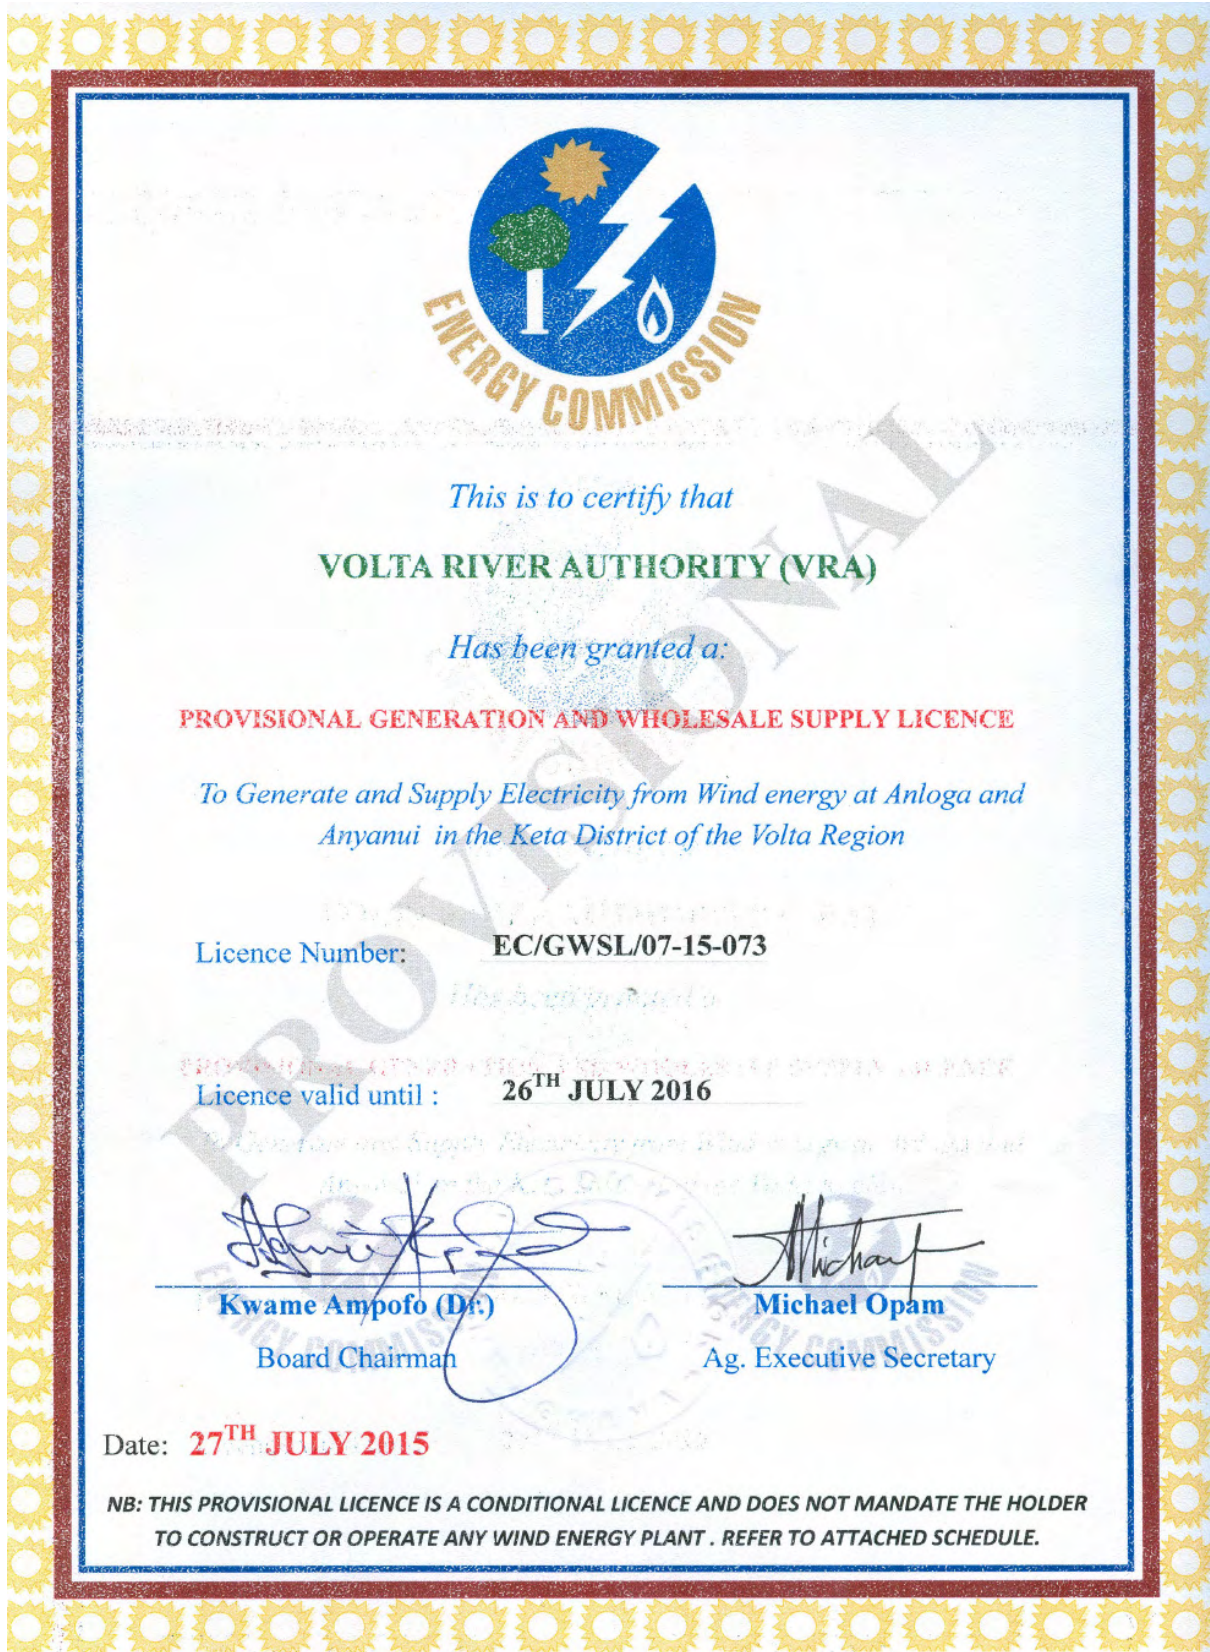 ENERGY COMMISSION
This is to certify that
VOLTA RIVER AUTHORITY (VRA)
Has been granted a:
PROVISIONAL GENERATION AND WHOLESALE SUPPLY LICENCE
To Generate and Supply Electricity from Wind energy at Anloga and
Anyanui in the Keta District of the Volta Region
Licence Number: EC/GWSL/07-15-073
Licence valid until : 26TH JULY 2016
PROVISIONAL
Kwame Ampofo (Dr.) Michael Opam
Board Chairman Ag. Executive Secretary
Date: 27TH JULY 2015
NB: THIS PROVISIONAL LICENCE IS A CONDITIONAL LICENCE AND DOES NOT MANDATE THE HOLDER
TO CONSTRUCT OR OPERATE ANY WIND ENERGY PLANT . REFER TO ATTACHED SCHEDULE.